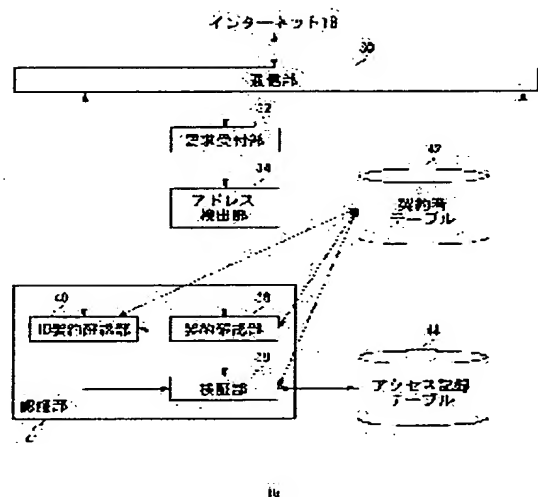 インターネット18
30
通信部
32
要求受付部
34
アドレス
検出部
42
契約済
テーブル
40
ID契約確認部
契約確認部
検証部
44
アクセス記録
テーブル
認証部